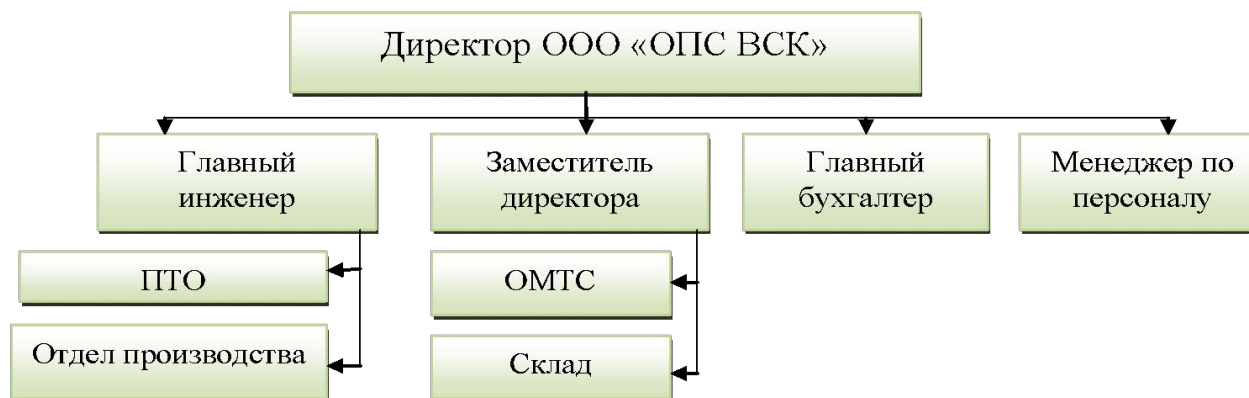 Директор ООО «ОПС ВСК»
Главный
инженер
Заместитель
директора
Главный
бухгалтер
Менеджер по
персоналу
ПТО
ОМТС
Отдел производства
Склад